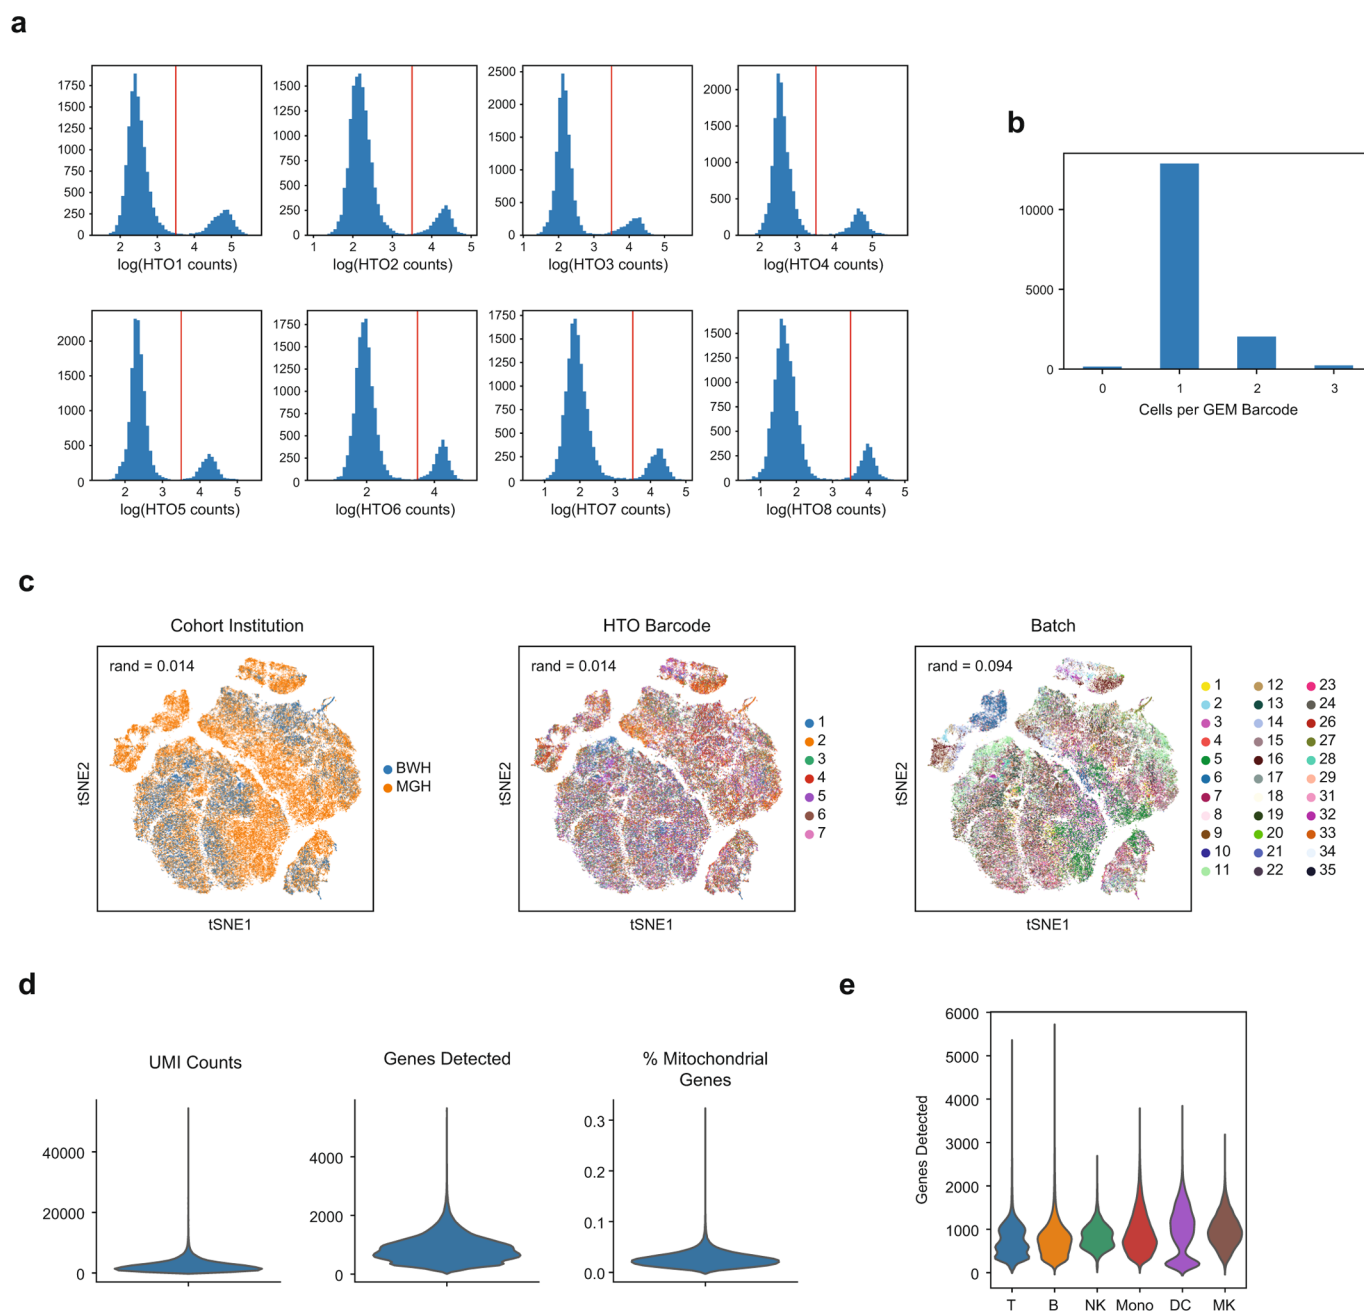 a
1750
1500
1250
1000
750
500
250
0
2 3 4 5
log(HTO1 counts)
1500
1250
1000
750
500
250
0
1 2 3 4 5
log(HTO2 counts)
2500
2000
1500
1000
500
0
1 2 3 4 5
log(HTO3 counts)
2000
1500
1000
500
0
2 3 4 5
log(HTO4 counts)
2000
1500
1000
500
0
2 3 4 5
log(HTO5 counts)
1750
1500
1250
1000
750
500
250
0
2 4
log(HTO6 counts)
1750
1500
1250
1000
750
500
250
0
1 2 3 4 5
log(HTO7 counts)
1500
1250
1000
750
500
250
0
1 2 3 4 5
log(HTO8 counts)
b
10000
5000
0
0 1 2 3
Cells per GEM Barcode
c
Cohort Institution
rand = 0.014
tSNE2
tSNE1
BWH
MGH
HTO Barcode
rand = 0.014
tSNE2
tSNE1
1
2
3
4
5
6
7
Batch
rand = 0.094
tSNE2
tSNE1
1 12 23
2 13 24
3 14 26
4 15 27
5 16 28
6 17 29
7 18 31
8 19 32
9 20 33
10 21 34
11 22 35
d
UMI Counts
40000
20000
0
Genes Detected
4000
2000
0
% Mitochondrial
Genes
0.3
0.2
0.1
0.0
e
Genes Detected
6000
5000
4000
3000
2000
1000
0
T B NK Mono DC MK